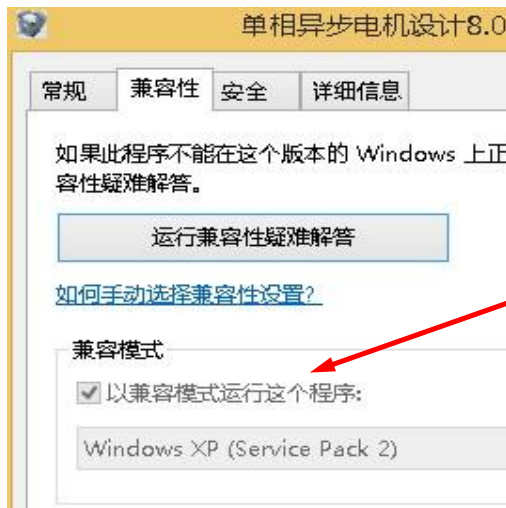 单相异步电机设计8.0
常规 兼容性 安全 详细信息
如果此程序不能在这个版本的 Windows 上正
容性疑难解答。
运行兼容性疑难解答
如何手动选择兼容性设置?
兼容模式
以兼容模式运行这个程序:
Windows XP (Service Pack 2)